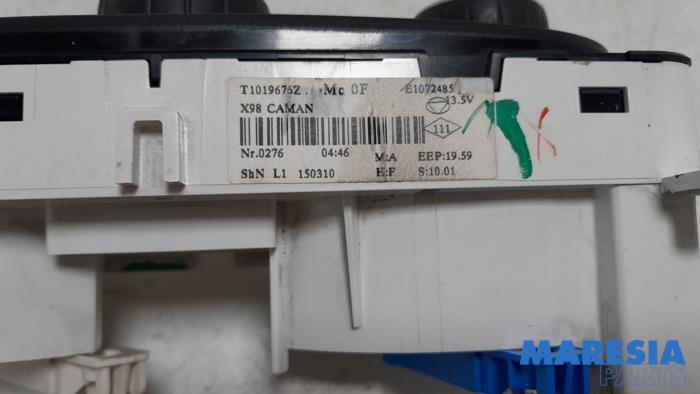 T1019676Z . Mc 0F E1072485
X98 CAMAN 13.5V
111
Nr.0276 04:46 M:A EEP:19.59
ShN L1 150310 H:F S:10.01
MARESIA
PARTS